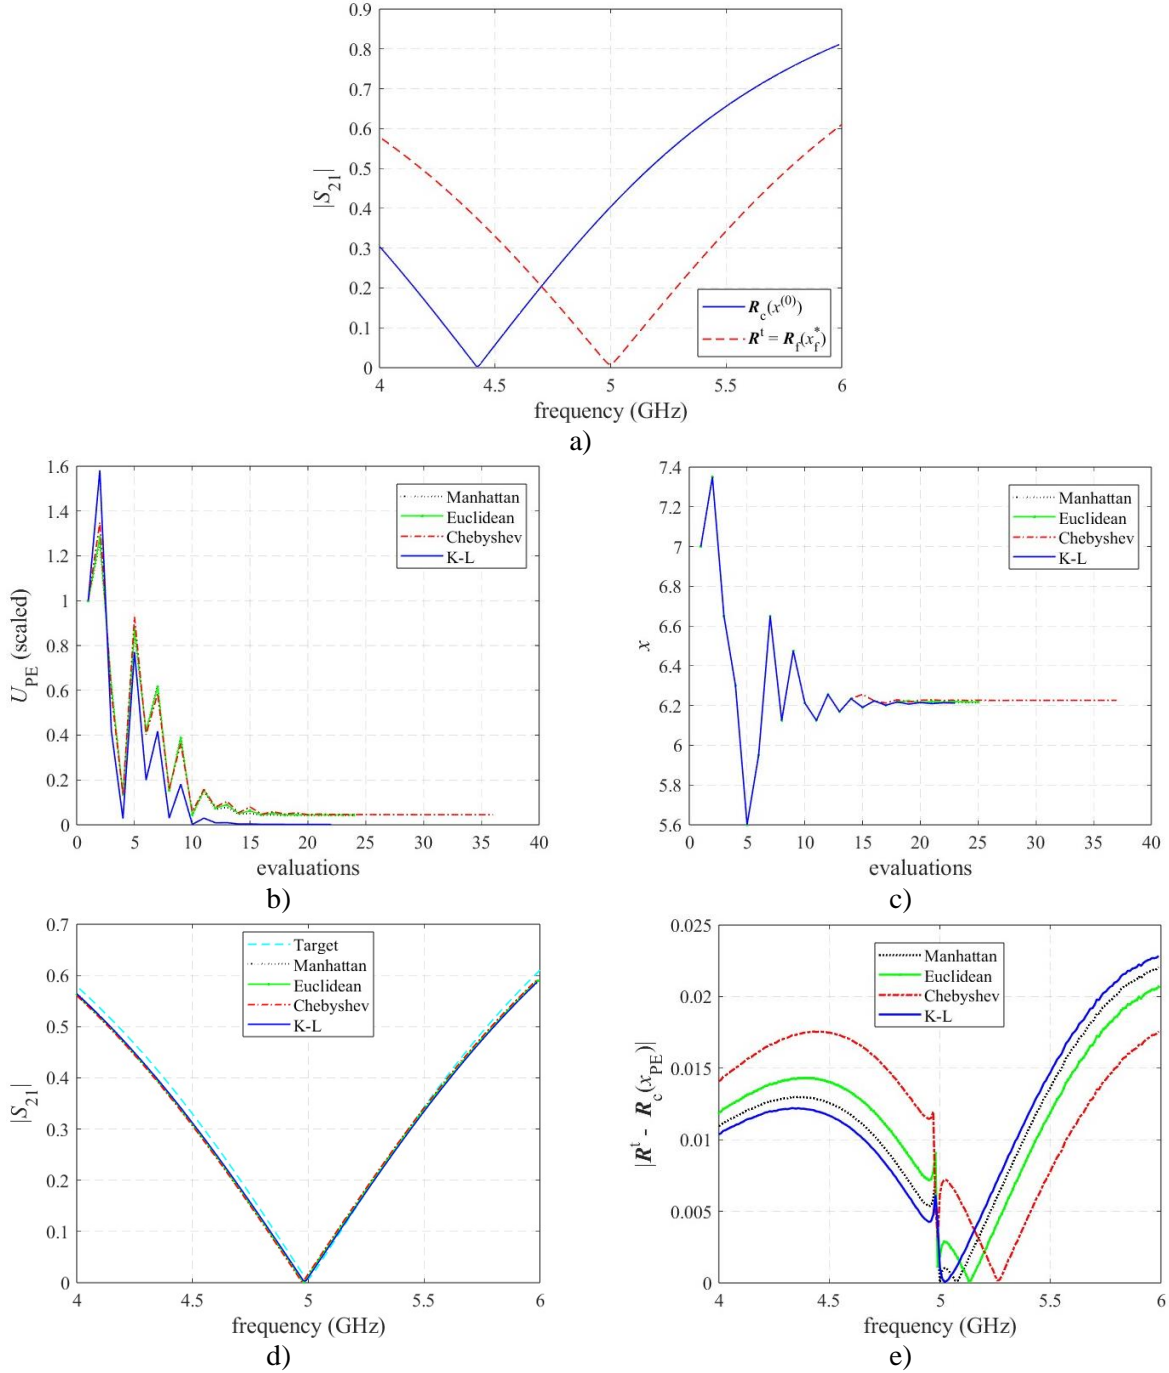 0.9
0.8
0.7
0.6
0.5
0.4
0.3
0.2
0.1
0
|S21|
Rc(x(0))
Rt = Rf(xf*)
4 4.5 5 5.5 6
frequency (GHz)
a)
1.6
1.4
1.2
1
0.8
0.6
0.4
0.2
0
UPE (scaled)
Manhattan
Euclidean
Chebyshev
K-L
0 5 10 15 20 25 30 35 40
evaluations
b)
7.4
7.2
7
6.8
6.6
6.4
6.2
6
5.8
5.6
x
Manhattan
Euclidean
Chebyshev
K-L
0 5 10 15 20 25 30 35 40
evaluations
c)
0.7
0.6
0.5
0.4
0.3
0.2
0.1
0
|S21|
Target
Manhattan
Euclidean
Chebyshev
K-L
4 4.5 5 5.5 6
frequency (GHz)
d)
0.025
0.02
0.015
0.01
0.005
0
|Rt - Rc(xPE)|
Manhattan
Euclidean
Chebyshev
K-L
4 4.5 5 5.5 6
frequency (GHz)
e)